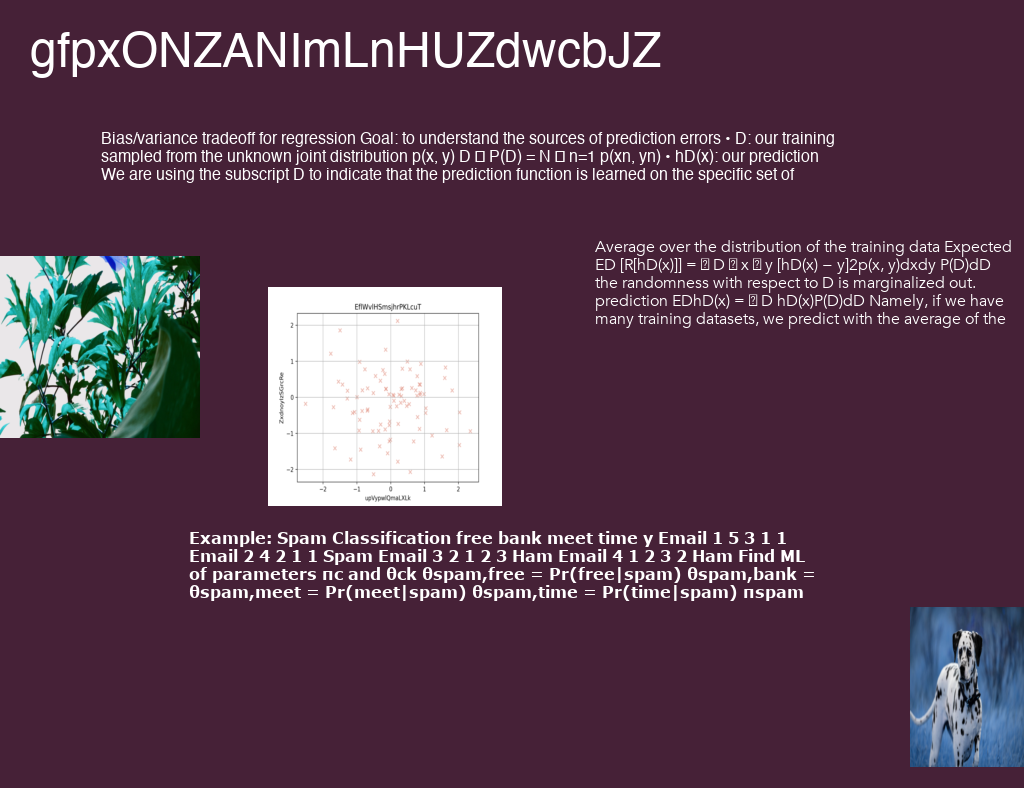 gfpxONZANImLnHUZdwcbJZ
Bias/variance tradeoff for regression Goal: to understand the sources of prediction errors • D: our training
sampled from the unknown joint distribution p(x, y) D □ P(D) = N □ n=1 p(xn, yn) • hD(x): our prediction
We are using the subscript D to indicate that the prediction function is learned on the specific set of
Average over the distribution of the training data Expected
ED [R[hD(x)]] = □ D □ x □ y [hD(x) − y]2p(x, y)dxdy P(D)dD
the randomness with respect to D is marginalized out.
prediction EDhD(x) = □ D hD(x)P(D)dD Namely, if we have
many training datasets, we predict with the average of the
2
1
0
−1
−2
−2 −1 0 1 2
Example: Spam Classification free bank meet time y Email 1 5 3 1 1
Email 2 4 2 1 1 Spam Email 3 2 1 2 3 Ham Email 4 1 2 3 2 Ham Find ML
of parameters πc and θck θspam,free = Pr(free|spam) θspam,bank =
θspam,meet = Pr(meet|spam) θspam,time = Pr(time|spam) πspam